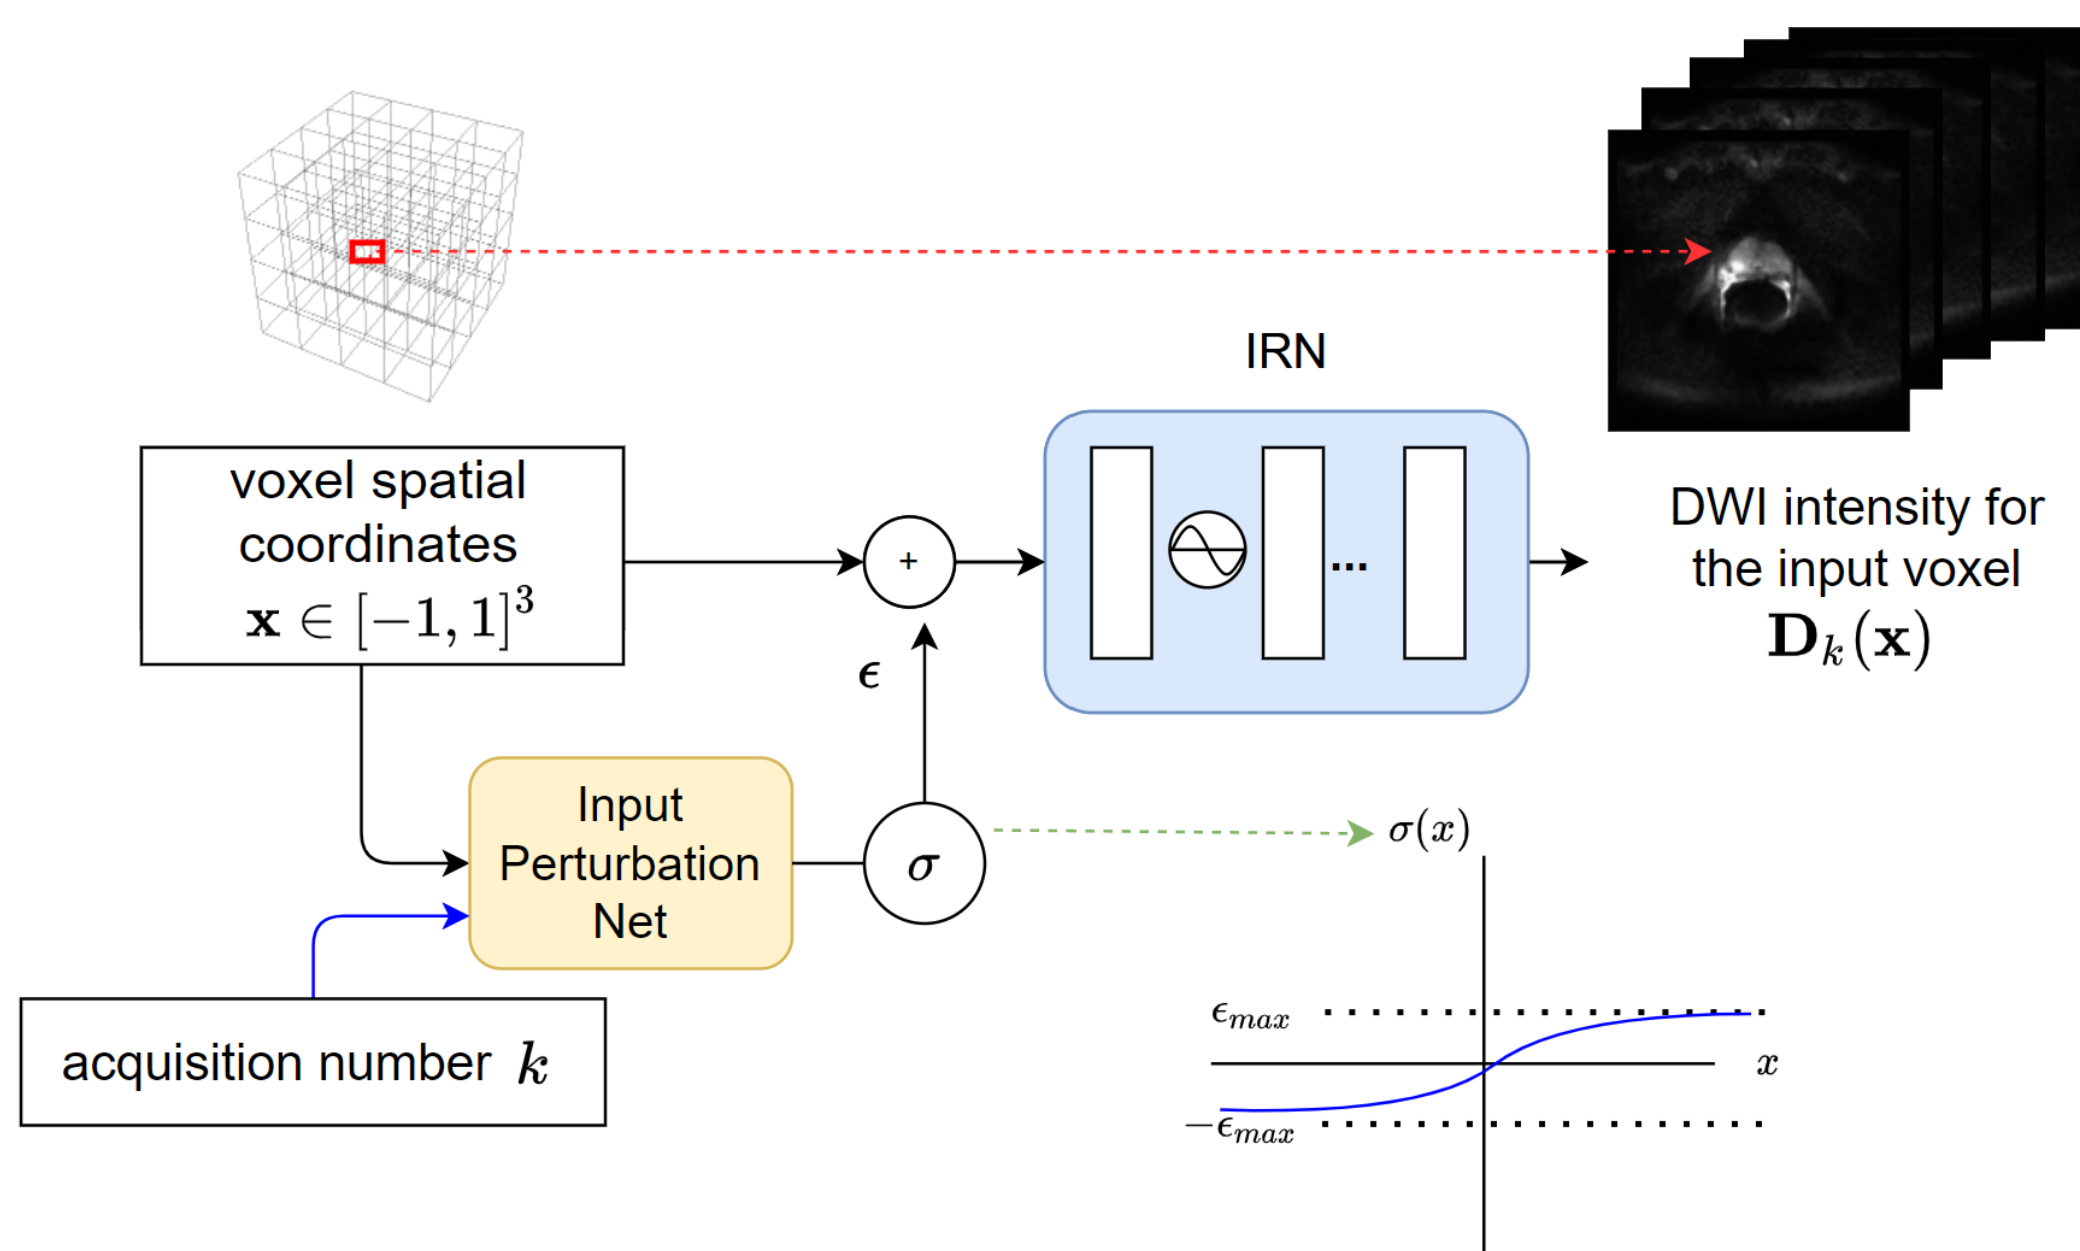 IRN
voxel spatial
coordinates
x ∈ [−1, 1]³
+
...
DWI intensity for
the input voxel
D_k(x)
ϵ
Input
Perturbation
Net
σ
σ(x)
acquisition number k
ϵ_max
x
−ϵ_max